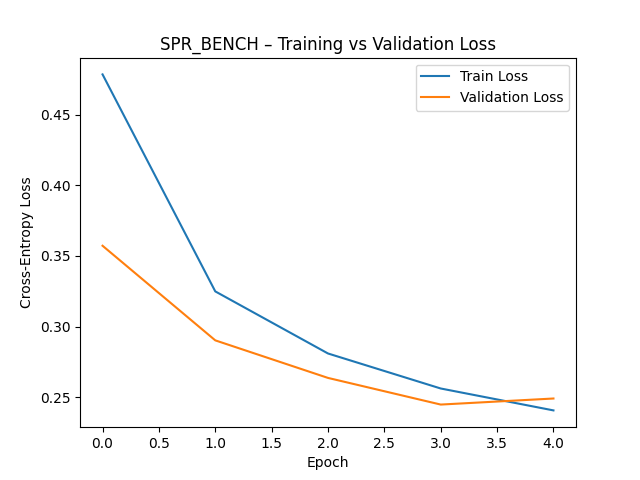 SPR_BENCH – Training vs Validation Loss
Train Loss
Validation Loss
Cross-Entropy Loss
0.45
0.40
0.35
0.30
0.25
0.0 0.5 1.0 1.5 2.0 2.5 3.0 3.5 4.0
Epoch